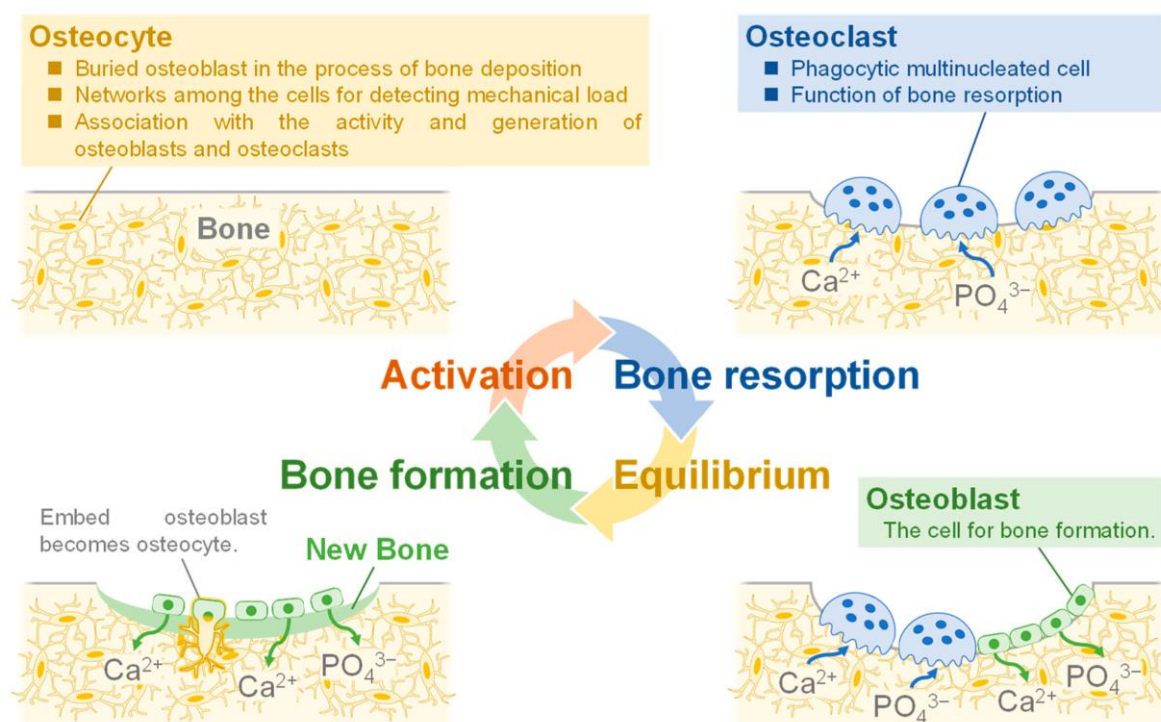 Osteocyte
■ Buried osteoblast in the process of bone deposition
■ Networks among the cells for detecting mechanical load
■ Association with the activity and generation of
osteoblasts and osteoclasts
Bone
Osteoclast
■ Phagocytic multinucleated cell
■ Function of bone resorption
Ca²⁺
PO₄³⁻
Activation
Bone resorption
Bone formation
Equilibrium
Embed osteoblast
becomes osteocyte.
New Bone
Ca²⁺
Ca²⁺
PO₄³⁻
Osteoblast
The cell for bone formation.
Ca²⁺
PO₄³⁻
Ca²⁺
PO₄³⁻